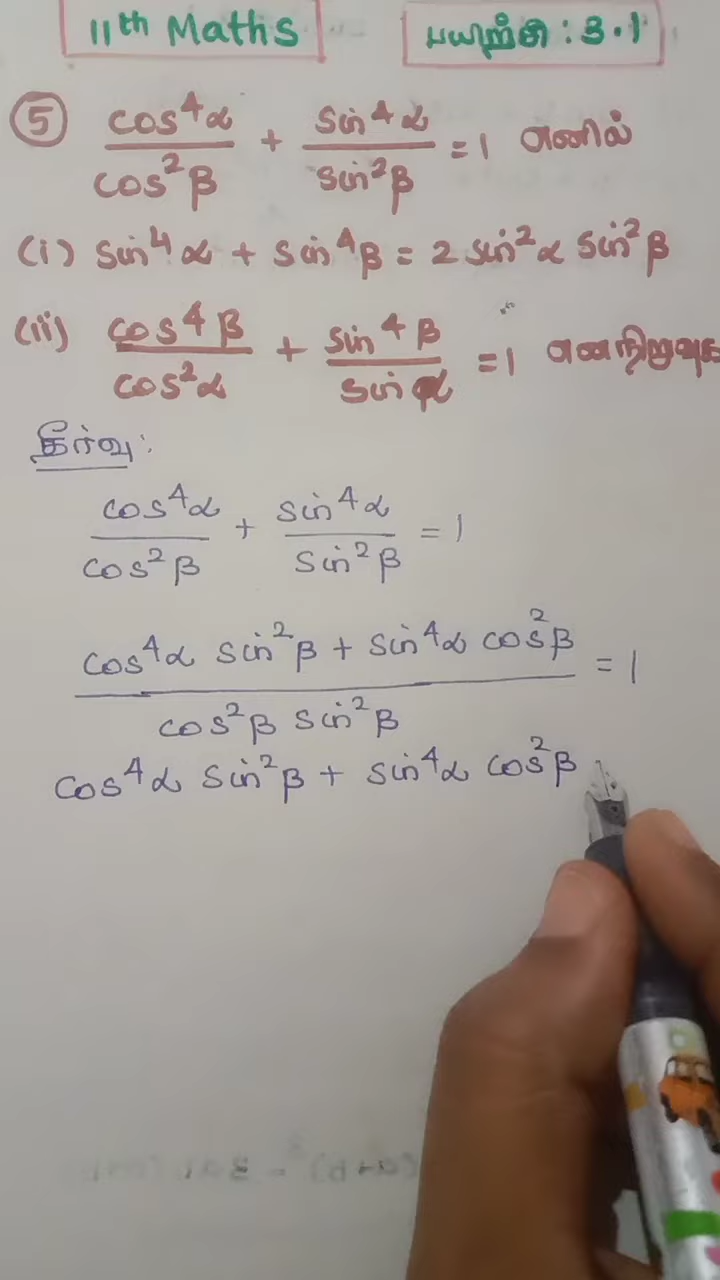 11th Maths பயிற்சி : 3.1
⑤ cos⁴α / cos²β + sin⁴α / sin²β = 1 எனில்
(i) sin⁴α + sin⁴β = 2 sin²α sin²β
(ii) cos⁴β / cos²α + sin⁴β / sin²α = 1 எனநிறுவுக
தீர்வு:
cos⁴α / cos²β + sin⁴α / sin²β = 1
cos⁴α sin²β + sin⁴α cos²β / cos²β sin²β = 1
cos⁴α sin²β + sin⁴α cos²β